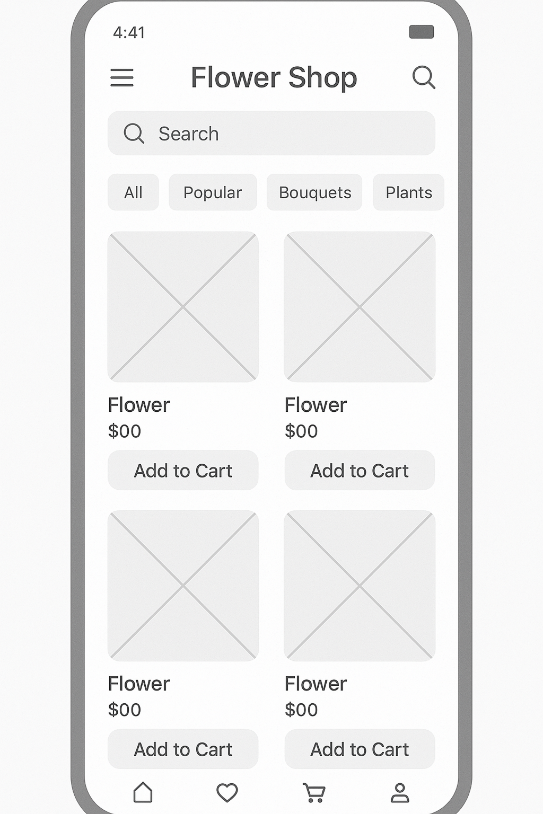 4:41
Flower Shop
Search
All Popular Bouquets Plants
Flower Flower
$00 $00
Add to Cart Add to Cart
Flower Flower
$00 $00
Add to Cart Add to Cart